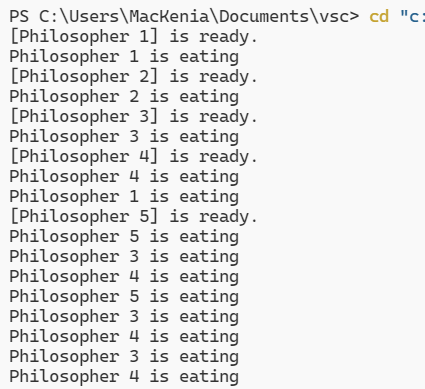 PS C:\Users\MacKenia\Documents\vsc> cd "c:
[Philosopher 1] is ready.
Philosopher 1 is eating
[Philosopher 2] is ready.
Philosopher 2 is eating
[Philosopher 3] is ready.
Philosopher 3 is eating
[Philosopher 4] is ready.
Philosopher 4 is eating
Philosopher 1 is eating
[Philosopher 5] is ready.
Philosopher 5 is eating
Philosopher 3 is eating
Philosopher 4 is eating
Philosopher 5 is eating
Philosopher 3 is eating
Philosopher 4 is eating
Philosopher 3 is eating
Philosopher 4 is eating